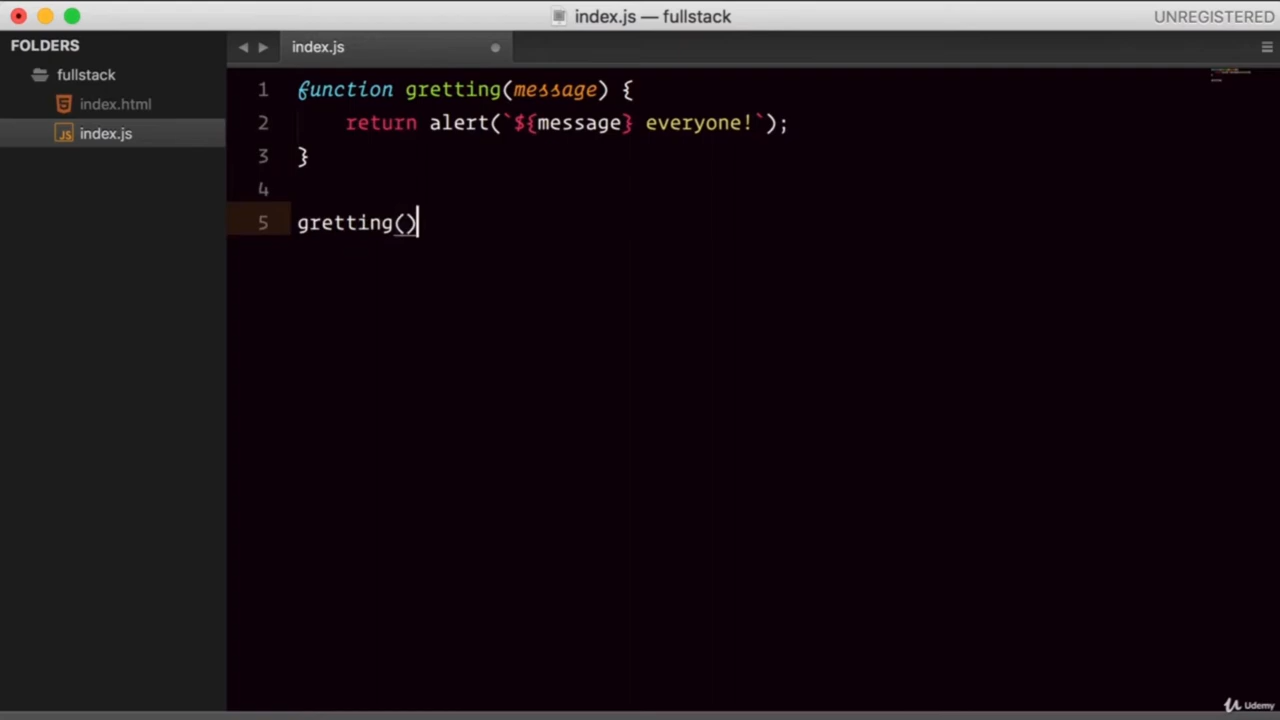 index.js — fullstack
UNREGISTERED
FOLDERS
fullstack
index.html
index.js
index.js
1 function gretting(message) {
2 return alert(`${message} everyone!`);
3 }
4
5 gretting()
Udemy